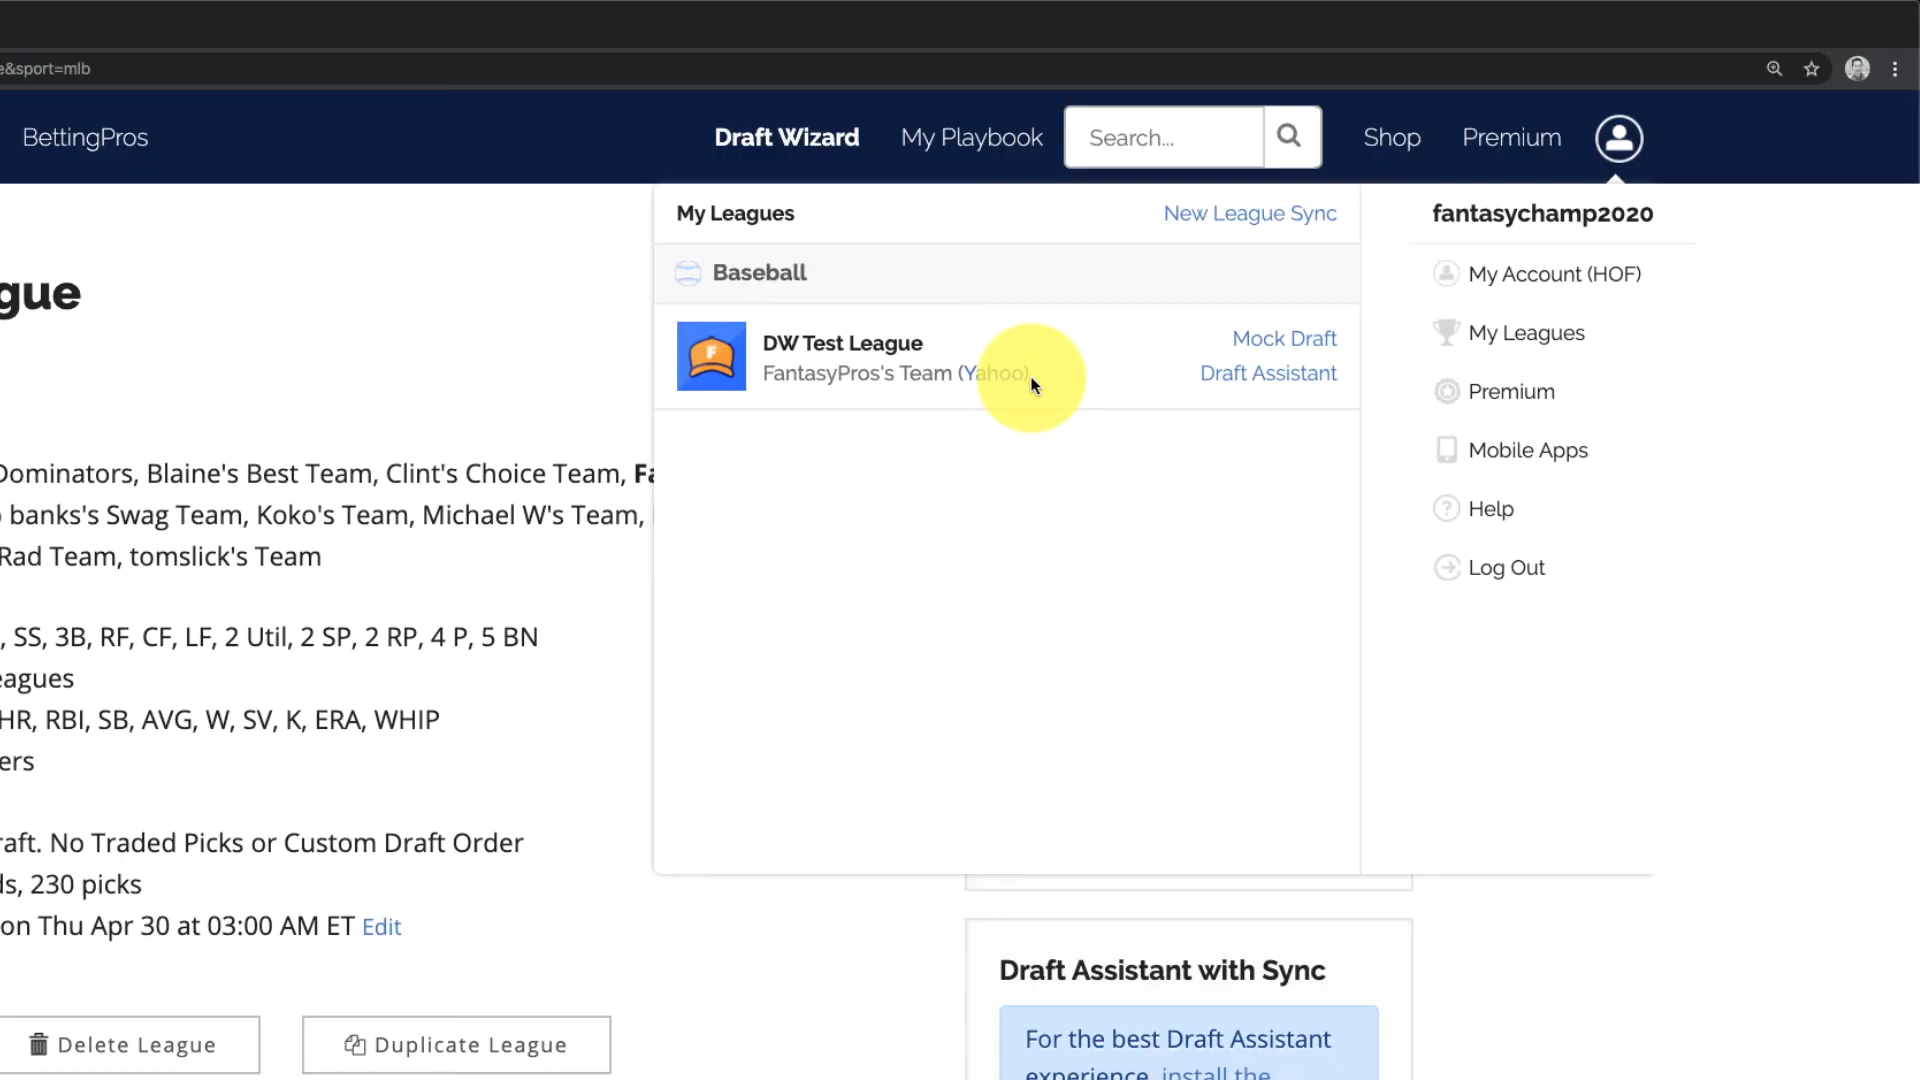 e&sport=mlb
BettingPros
Draft Wizard
My Playbook
Search...
Shop
Premium
My Leagues
New League Sync
fantasychamp2020
Baseball
DW Test League
FantasyPros's Team (Yahoo)
Mock Draft
Draft Assistant
My Account (HOF)
My Leagues
Premium
Mobile Apps
Help
Log Out
gue
Dominators, Blaine's Best Team, Clint's Choice Team, Fa
banks's Swag Team, Koko's Team, Michael W's Team,
Rad Team, tomslick's Team
, SS, 3B, RF, CF, LF, 2 Util, 2 SP, 2 RP, 4 P, 5 BN
eagues
HR, RBI, SB, AVG, W, SV, K, ERA, WHIP
ers
raft. No Traded Picks or Custom Draft Order
ds, 230 picks
on Thu Apr 30 at 03:00 AM ET Edit
Delete League
Duplicate League
Draft Assistant with Sync
For the best Draft Assistant
experience, install the